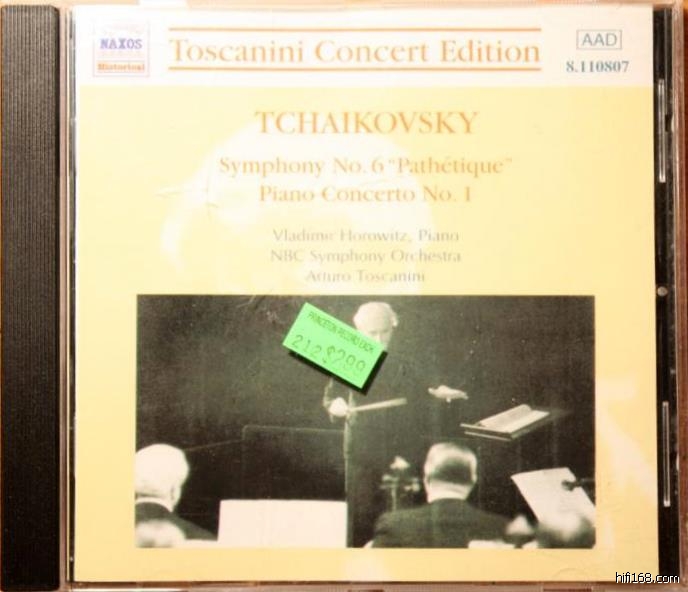 NAXOS
Historical
Toscanini Concert Edition
AAD
8.110807
TCHAIKOVSKY
Symphony No. 6 "Pathétique"
Piano Concerto No. 1
Vladimir Horowitz, Piano
NBC Symphony Orchestra
Arturo Toscanini
PRINCETON RECORD EXCH.
212 $2.99
hifi168.com